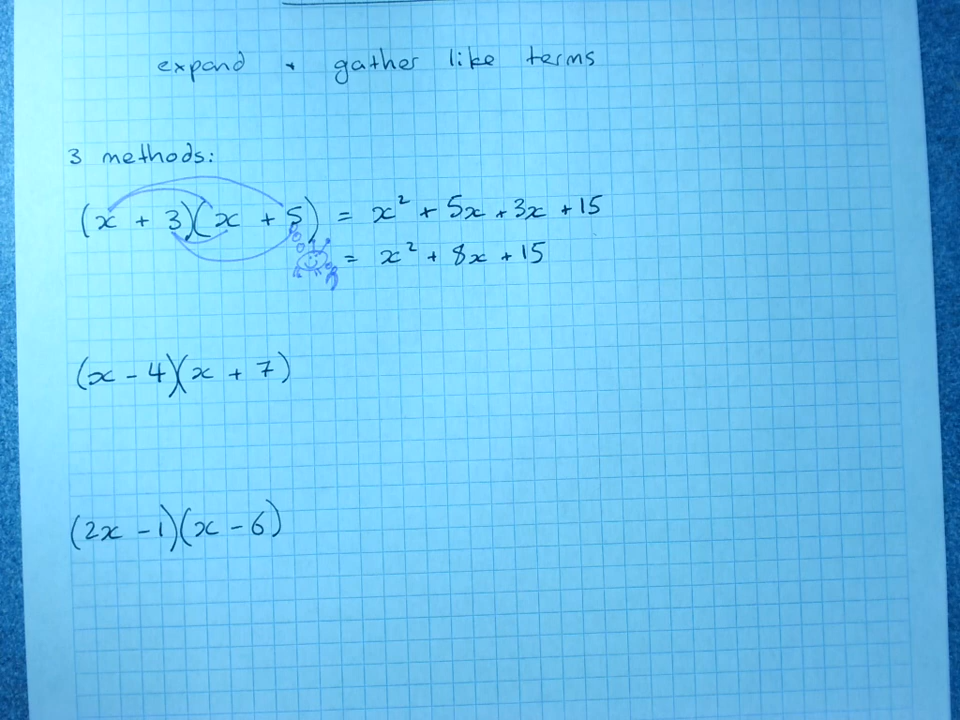 expand + gather like terms
3 methods:
(x + 3)(x + 5) = x² + 5x + 3x + 15
= x² + 8x + 15
(x - 4)(x + 7)
(2x - 1)(x - 6)